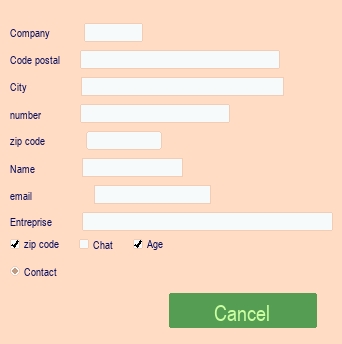 Company
Code postal
City
number
zip code
Name
email
Entreprise
zip code Chat Age
Contact
Cancel